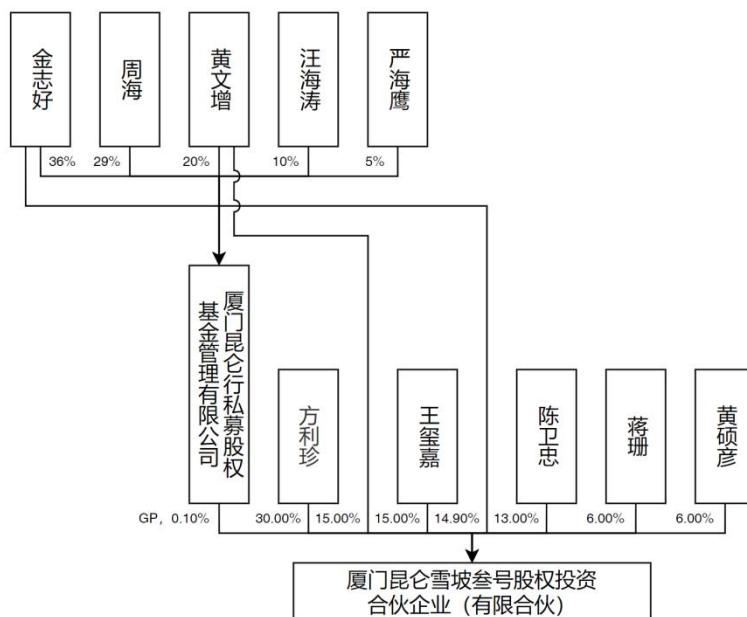 金志好
周海
黄文增
汪海涛
严海鹰
36%
29%
20%
10%
5%
厦门昆仑行私募股权
基金管理有限公司
方利珍
王玺嘉
陈卫忠
蒋珊
黄硕彦
GP，0.10%
30.00%
15.00%
15.00%
14.90%
13.00%
6.00%
6.00%
厦门昆仑雪坡叁号股权投资
合伙企业（有限合伙）